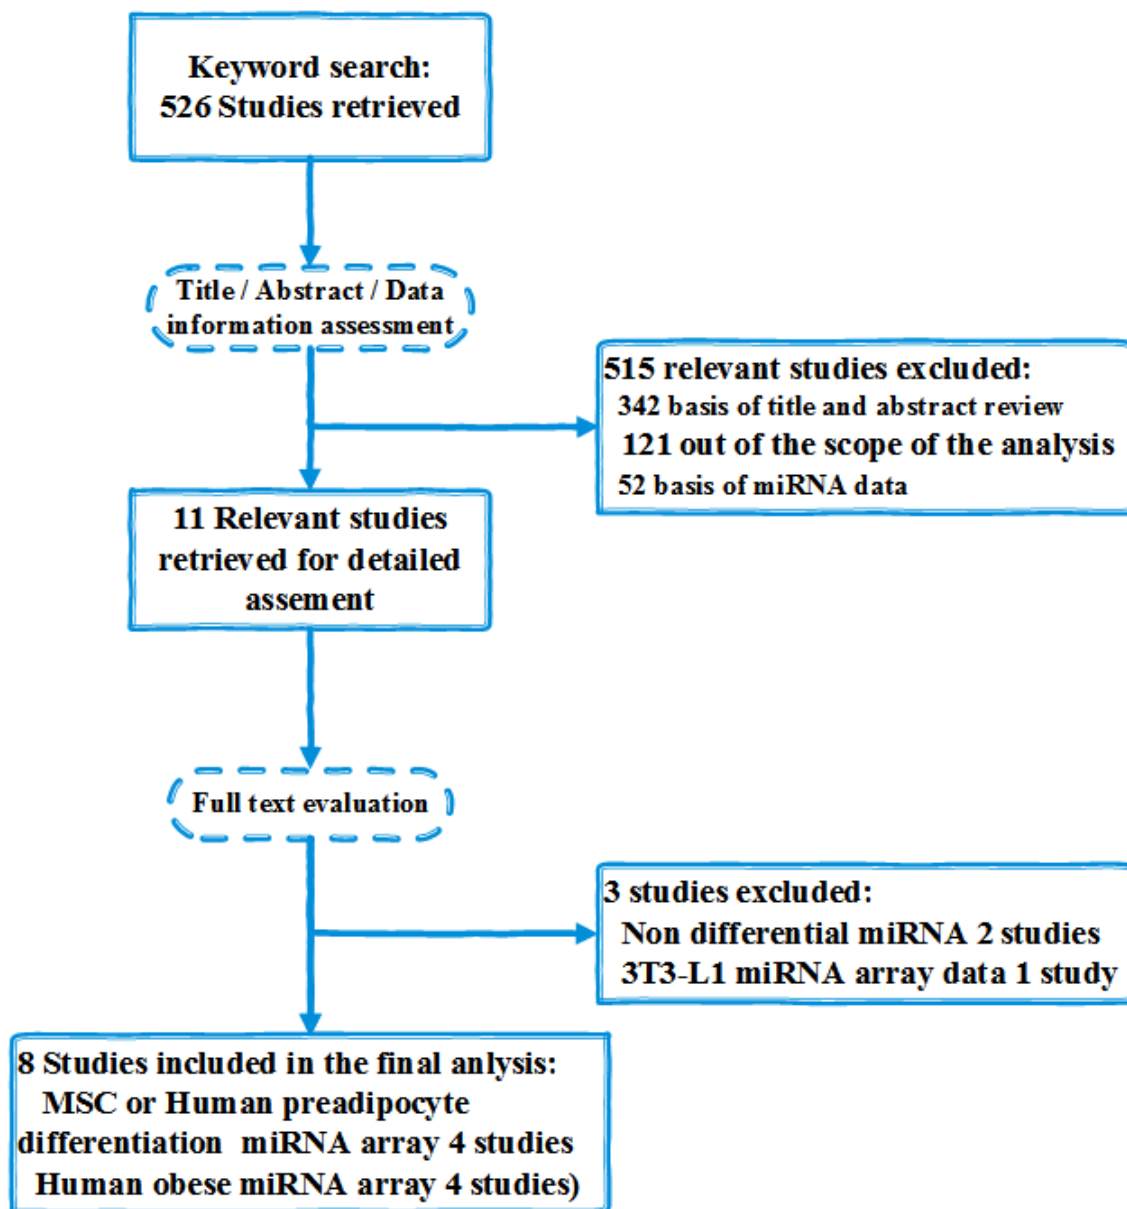 Keyword search:
526 Studies retrieved
Title / Abstract / Data
information assessment
515 relevant studies excluded:
342 basis of title and abstract review
121 out of the scope of the analysis
52 basis of miRNA data
11 Relevant studies
retrieved for detailed
assement
Full text evaluation
3 studies excluded:
Non differential miRNA 2 studies
3T3-L1 miRNA array data 1 study
8 Studies included in the final anlysis:
MSC or Human preadipocyte
differentiation miRNA array 4 studies
Human obese miRNA array 4 studies)